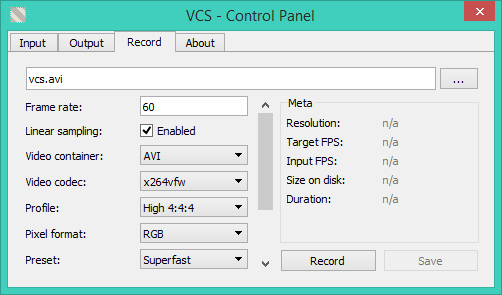 VCS - Control Panel
Input Output Record About
vcs.avi ...
Frame rate: 60
Linear sampling: Enabled
Video container: AVI
Video codec: x264vfw
Profile: High 4:4:4
Pixel format: RGB
Preset: Superfast
Meta
Resolution: n/a
Target FPS: n/a
Input FPS: n/a
Size on disk: n/a
Duration: n/a
Record Save